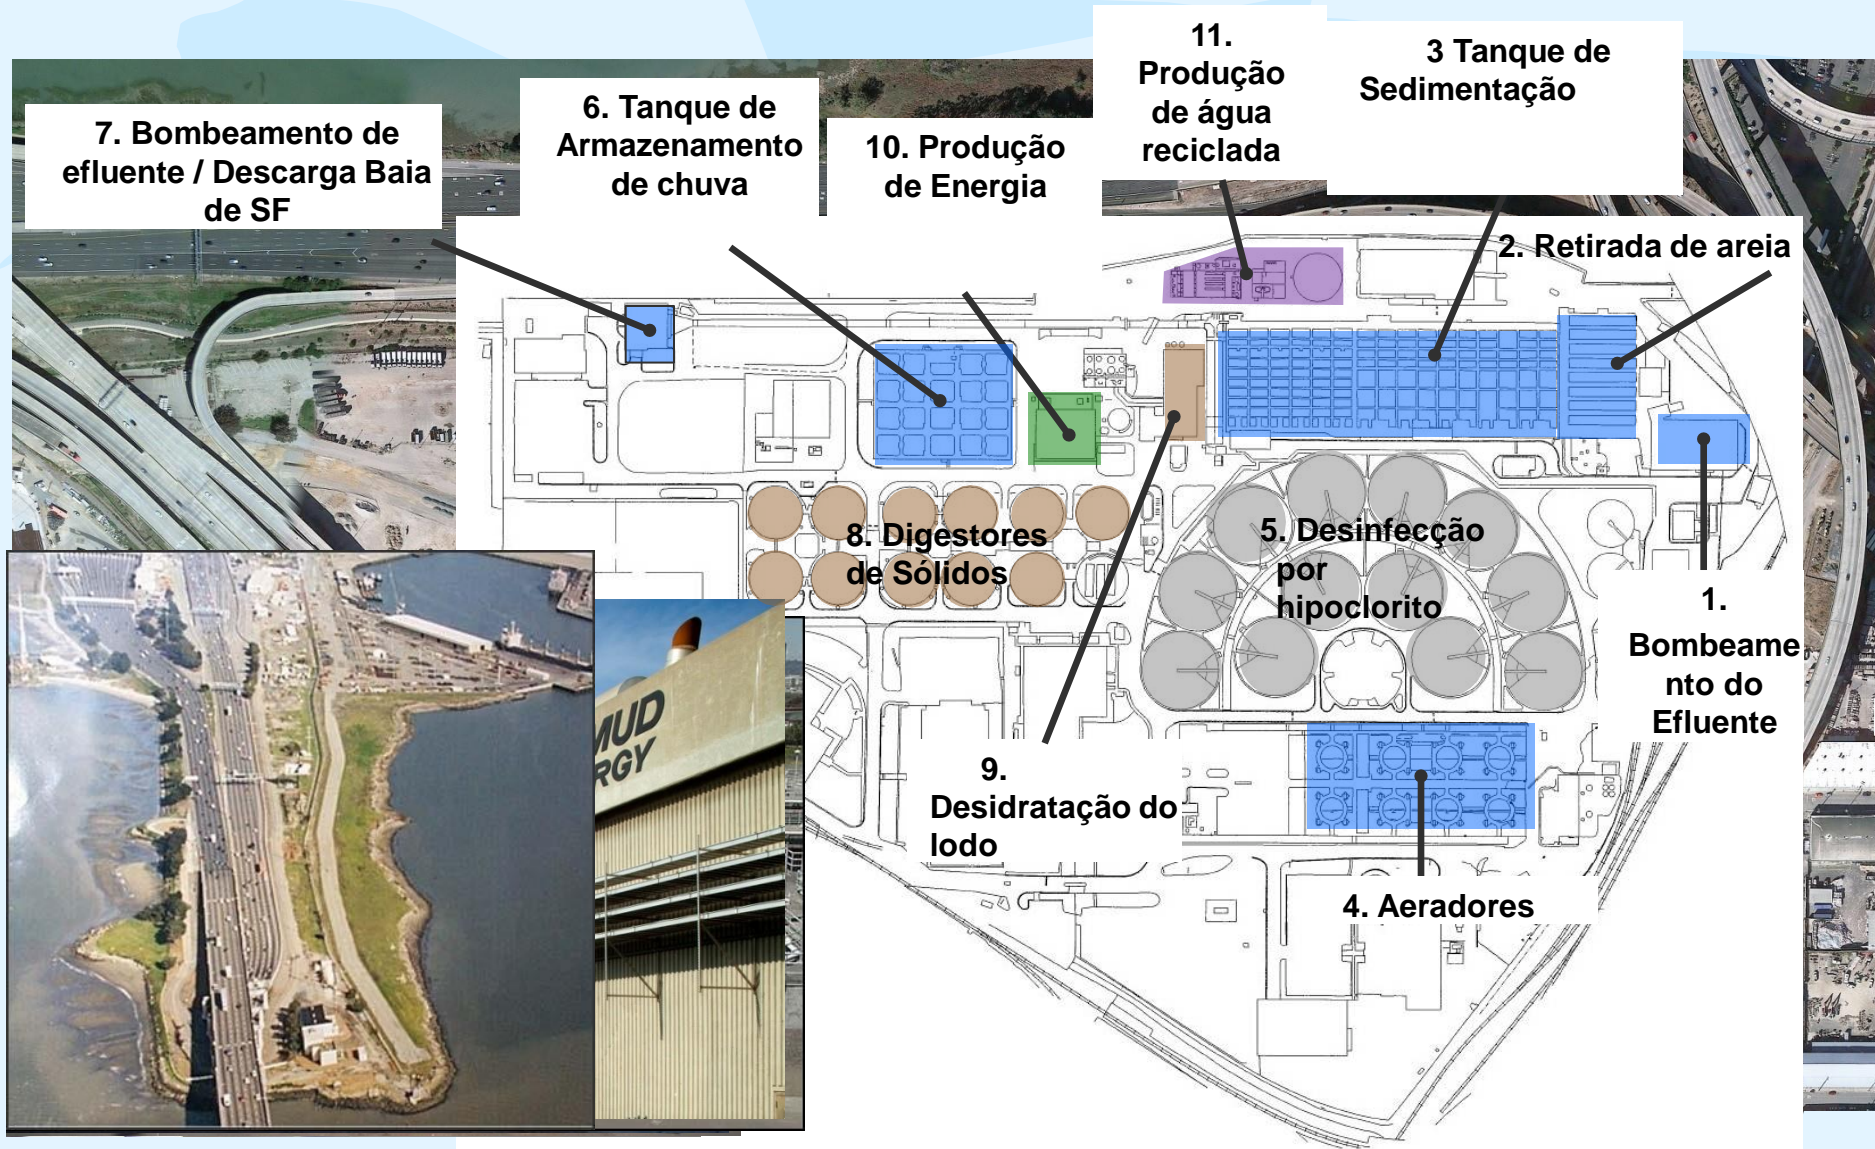 11.
Produção
de água
reciclada
3 Tanque de
Sedimentação
6. Tanque de
Armazenamento
de chuva
7. Bombeamento de
efluente / Descarga Baia
de SF
10. Produção
de Energia
2. Retirada de areia
8. Digestores
de Sólidos
5. Desinfecção
por
hipoclorito
1.
Bombeame
nto do
Efluente
MUD
RGY
9.
Desidratação do
lodo
4. Aeradores